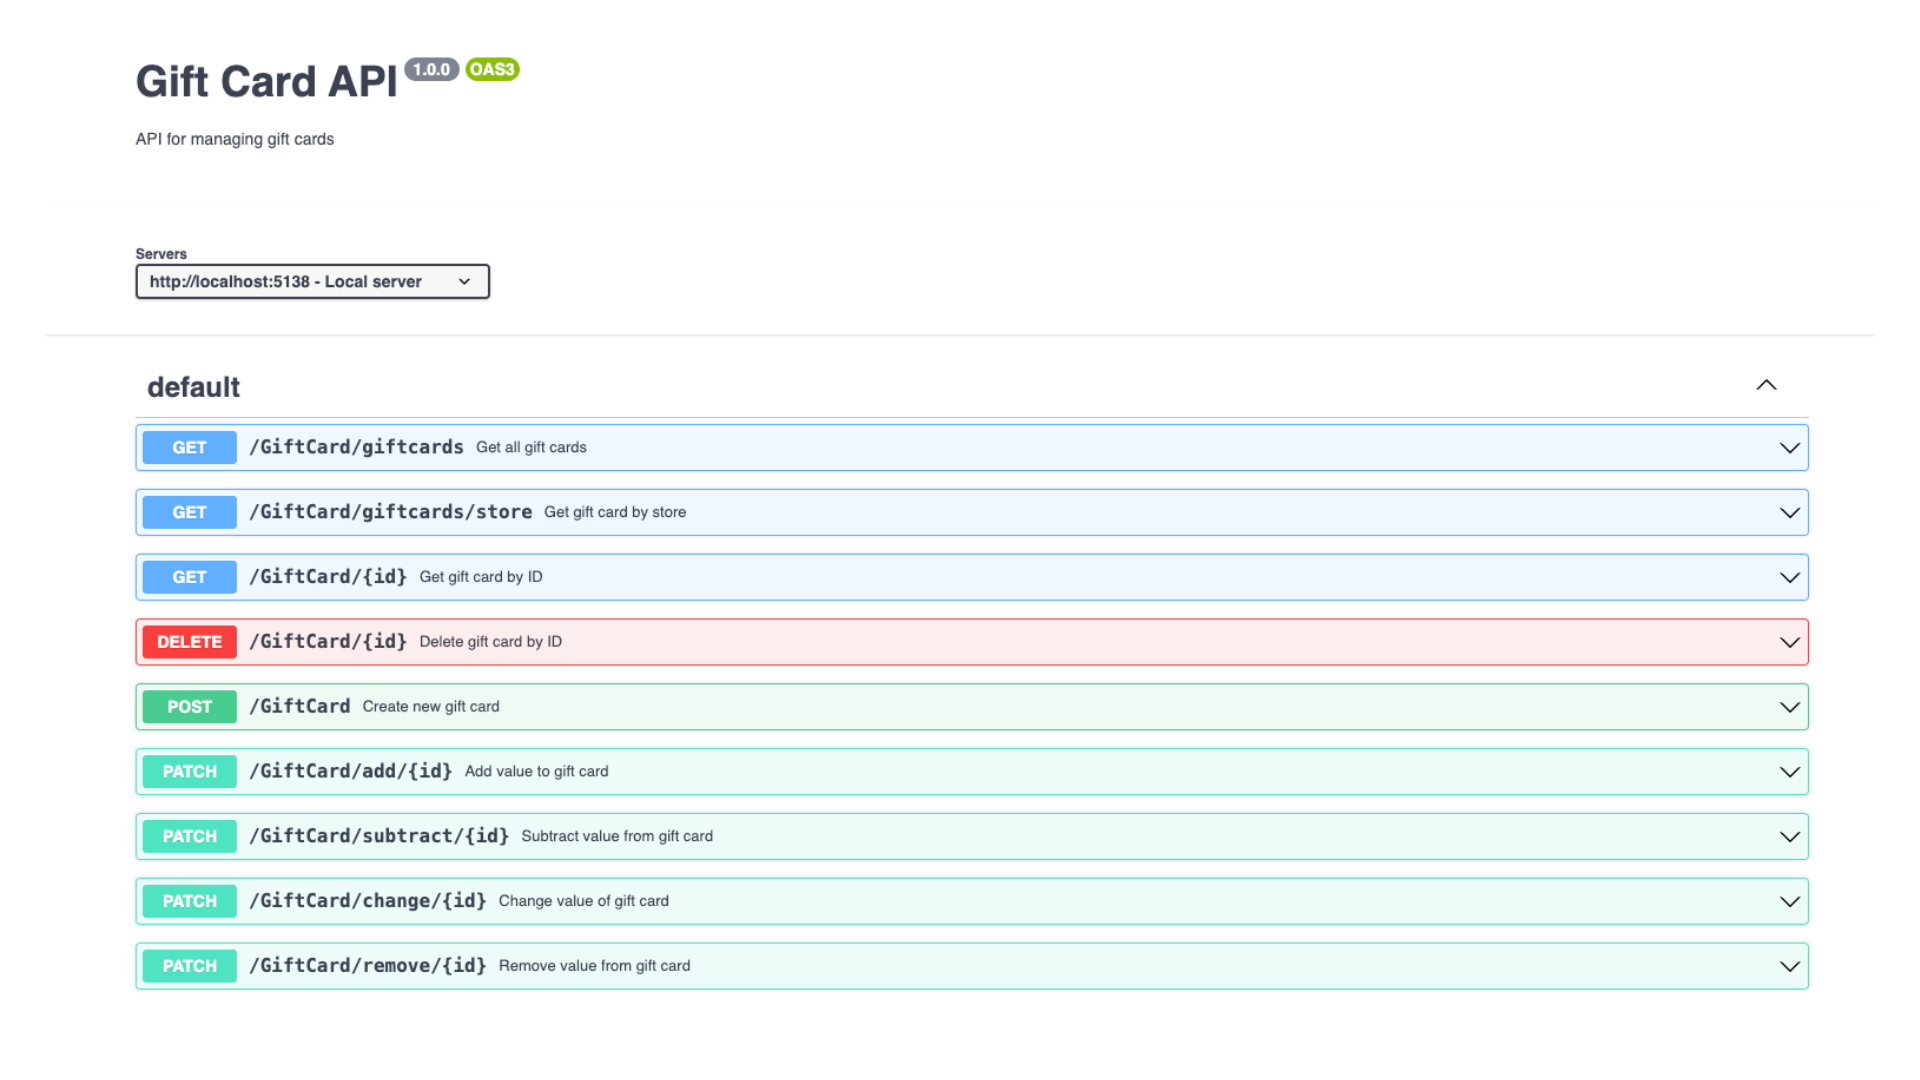 Gift Card API 1.0.0 OAS3
API for managing gift cards
Servers
http://localhost:5138 - Local server
default
GET /GiftCard/giftcards Get all gift cards
GET /GiftCard/giftcards/store Get gift card by store
GET /GiftCard/{id} Get gift card by ID
DELETE /GiftCard/{id} Delete gift card by ID
POST /GiftCard Create new gift card
PATCH /GiftCard/add/{id} Add value to gift card
PATCH /GiftCard/subtract/{id} Subtract value from gift card
PATCH /GiftCard/change/{id} Change value of gift card
PATCH /GiftCard/remove/{id} Remove value from gift card